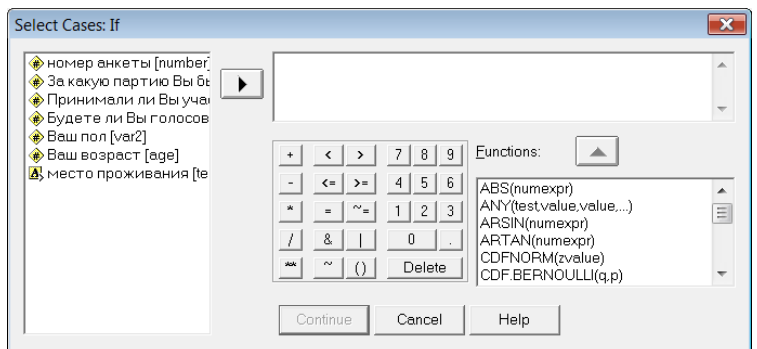 Select Cases: If
номер анкеты [number]
За какую партию Вы бы
Принимали ли Вы учас
Будете ли Вы голосов
Ваш пол [var2]
Ваш возраст [age]
место проживания [te
+ < > 7 8 9
- <= >= 4 5 6
* = ~= 1 2 3
/ & | 0 .
** ~ () Delete
Functions:
ABS(numexpr)
ANY(test,value,value,...)
ARSIN(numexpr)
ARTAN(numexpr)
CDFNORM(zvalue)
CDF.BERNOULLI(q,p)
Continue Cancel Help